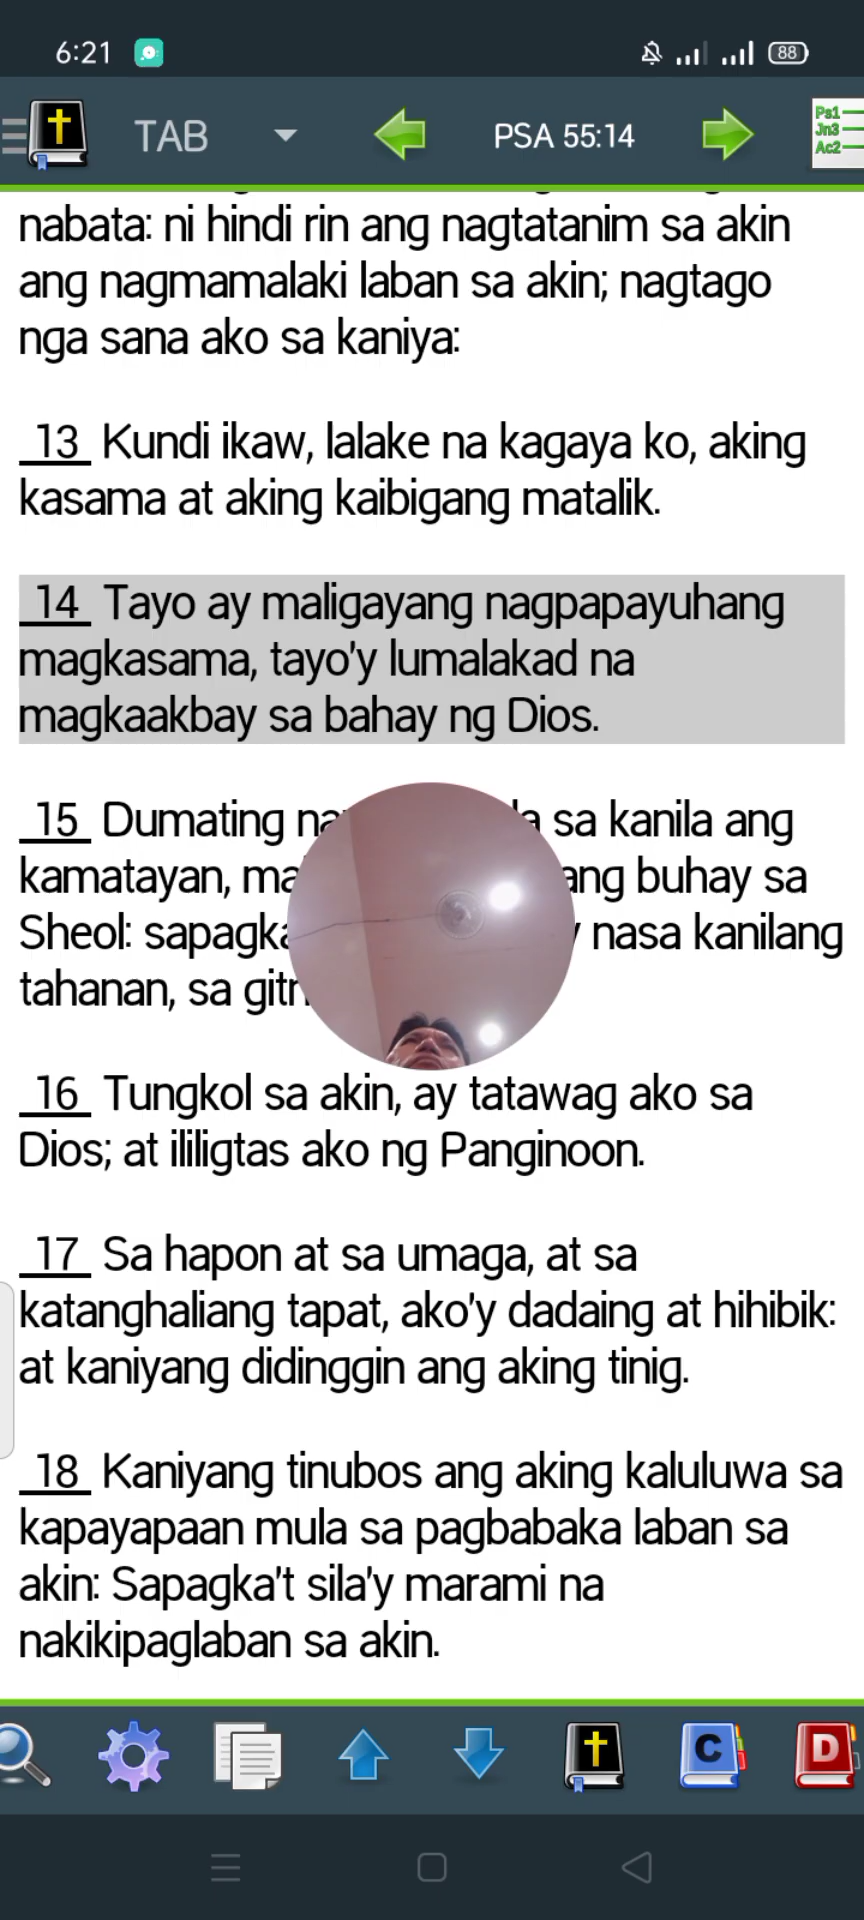 6:21 88
TAB PSA 55:14 Ps1
Jn3
Ac2
nabata: ni hindi rin ang nagtatanim sa akin
ang nagmamalaki laban sa akin; nagtago
nga sana ako sa kaniya:
13 Kundi ikaw, lalake na kagaya ko, aking
kasama at aking kaibigang matalik.
14 Tayo ay maligayang nagpapayuhang
magkasama, tayo'y lumalakad na
magkaakbay sa bahay ng Dios.
15 Dumating sa kanila ang
kamatayan, buhay sa
Sheol: nasa kanilang
tahanan, sa
16 Tungkol sa akin, ay tatawag ako sa
Dios; at ililigtas ako ng Panginoon.
17 Sa hapon at sa umaga, at sa
katanghaliang tapat, ako'y dadaing at hihibik:
at kaniyang didinggin ang aking tinig.
18 Kaniyang tinubos ang aking kaluluwa sa
kapayapaan mula sa pagbabaka laban sa
akin: Sapagka't sila'y marami na
nakikipaglaban sa akin.
C D